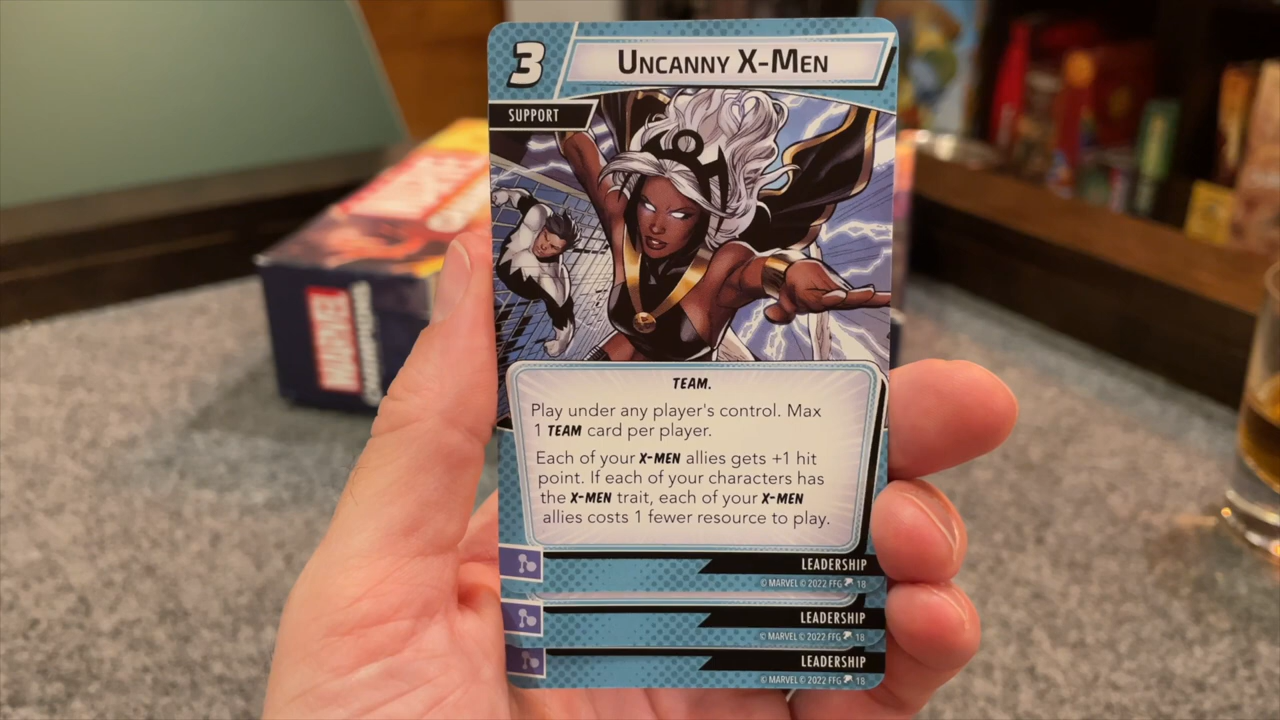 3
UNCANNY X-MEN
SUPPORT
TEAM.
Play under any player's control. Max
1 TEAM card per player.
Each of your X-MEN allies gets +1 hit
point. If each of your characters has
the X-MEN trait, each of your X-MEN
allies costs 1 fewer resource to play.
LEADERSHIP
© MARVEL © 2022 FFG 18
LEADERSHIP
© MARVEL © 2022 FFG 18
LEADERSHIP
© MARVEL © 2022 FFG 18
MARVEL
MARVEL
CHAMPIONS